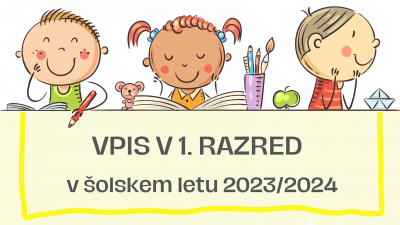 VPIS V 1. RAZRED
v šolskem letu 2023/2024